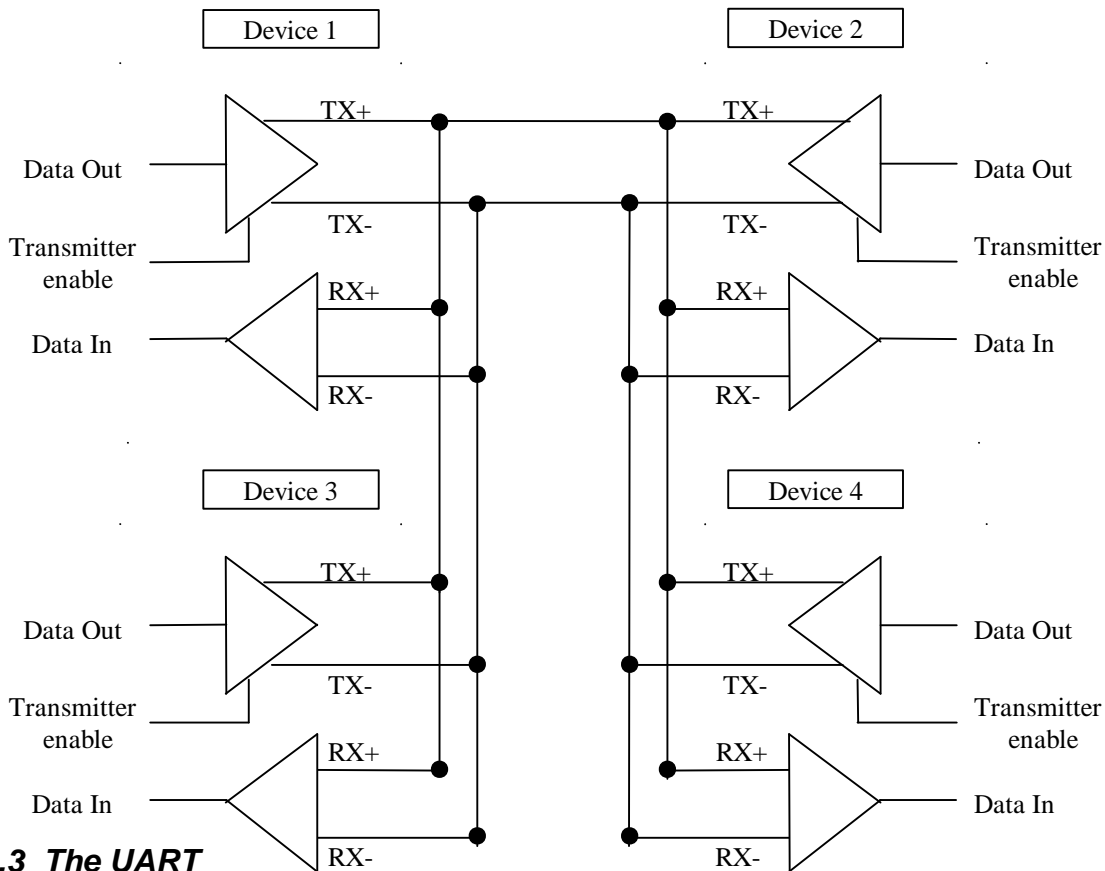 Device 1
Device 2
TX+
TX+
Data Out
Data Out
TX-
TX-
Transmitter
enable
Transmitter
enable
RX+
RX+
Data In
Data In
RX-
RX-
Device 3
Device 4
TX+
TX+
Data Out
Data Out
TX-
TX-
Transmitter
enable
Transmitter
enable
RX+
RX+
Data In
Data In
.3 The UART
RX-
RX-